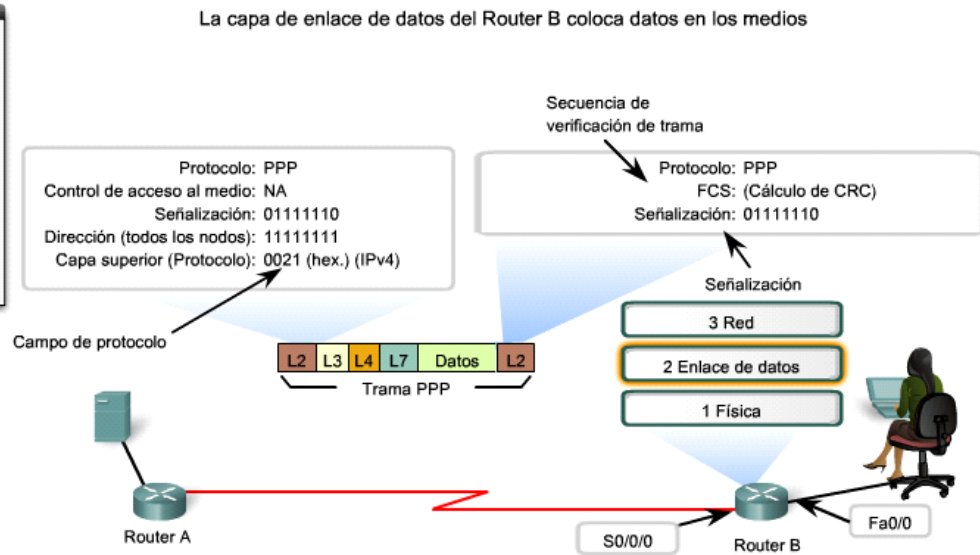 La capa de enlace de datos del Router B coloca datos en los medios
Secuencia de
verificación de trama
Protocolo: PPP
Control de acceso al medio: NA
Señalización: 01111110
Dirección (todos los nodos): 11111111
Capa superior (Protocolo): 0021 (hex.) (IPv4)
Protocolo: PPP
FCS: (Cálculo de CRC)
Señalización: 01111110
Señalización
Campo de protocolo
L2 L3 L4 L7 Datos L2
Trama PPP
3 Red
2 Enlace de datos
1 Física
Router A
S0/0/0
Router B
Fa0/0